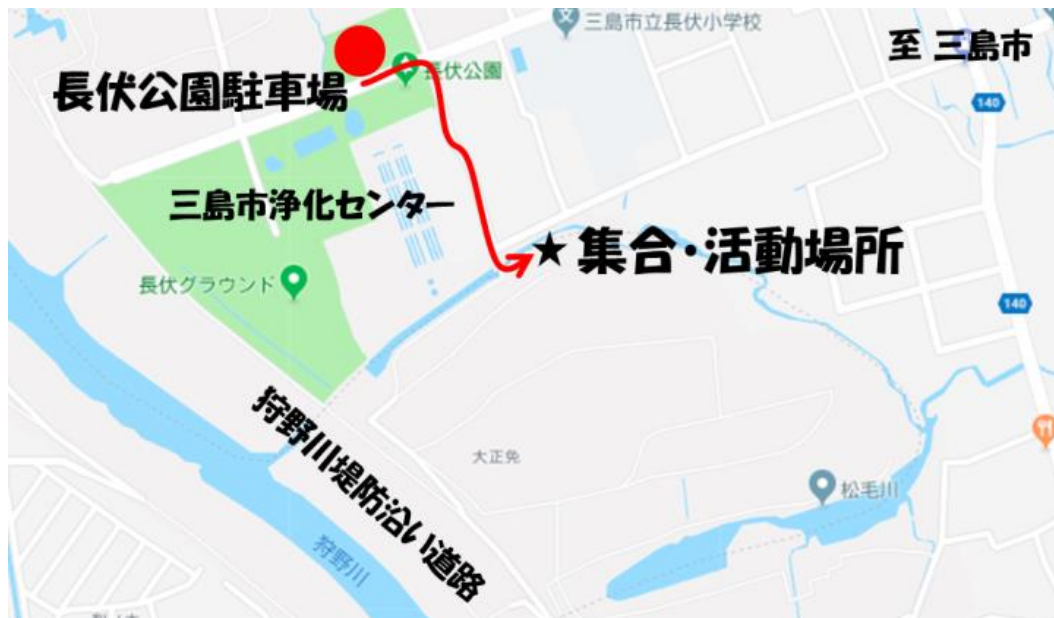 三島市立長伏小学校
至 三島市
長伏公園
長伏公園駐車場
140
三島市浄化センター
★集合・活動場所
長伏グラウンド
140
狩野川堤防沿い道路
大正免
松毛川
狩野川